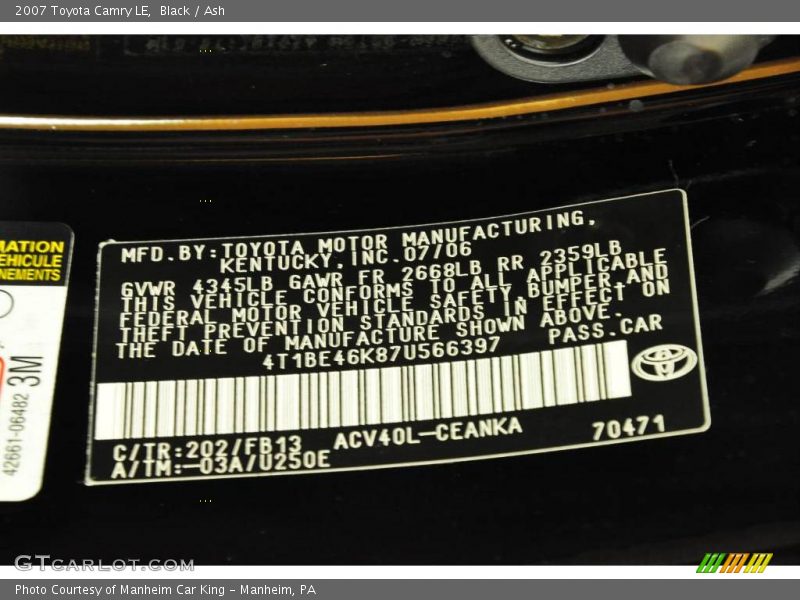 2007 Toyota Camry LE, Black / Ash
MATION
EHICULE
NEMENTS
42661-06482 3M
MFD.BY:TOYOTA MOTOR MANUFACTURING,
KENTUCKY,INC.07/06
GVWR 4345LB GAWR FR 2668LB RR 2359LB
THIS VEHICLE CONFORMS TO ALL APPLICABLE
FEDERAL MOTOR VEHICLE SAFETY,BUMPER,AND
THEFT PREVENTION STANDARDS IN EFFECT ON
THE DATE OF MANUFACTURE SHOWN ABOVE.
4T1BE46K87U566397 PASS.CAR
C/TR:202/FB13 ACV40L-CEANKA 70471
A/TM:-03A/U250E
GTCARLOT.COM
Photo Courtesy of Manheim Car King - Manheim, PA